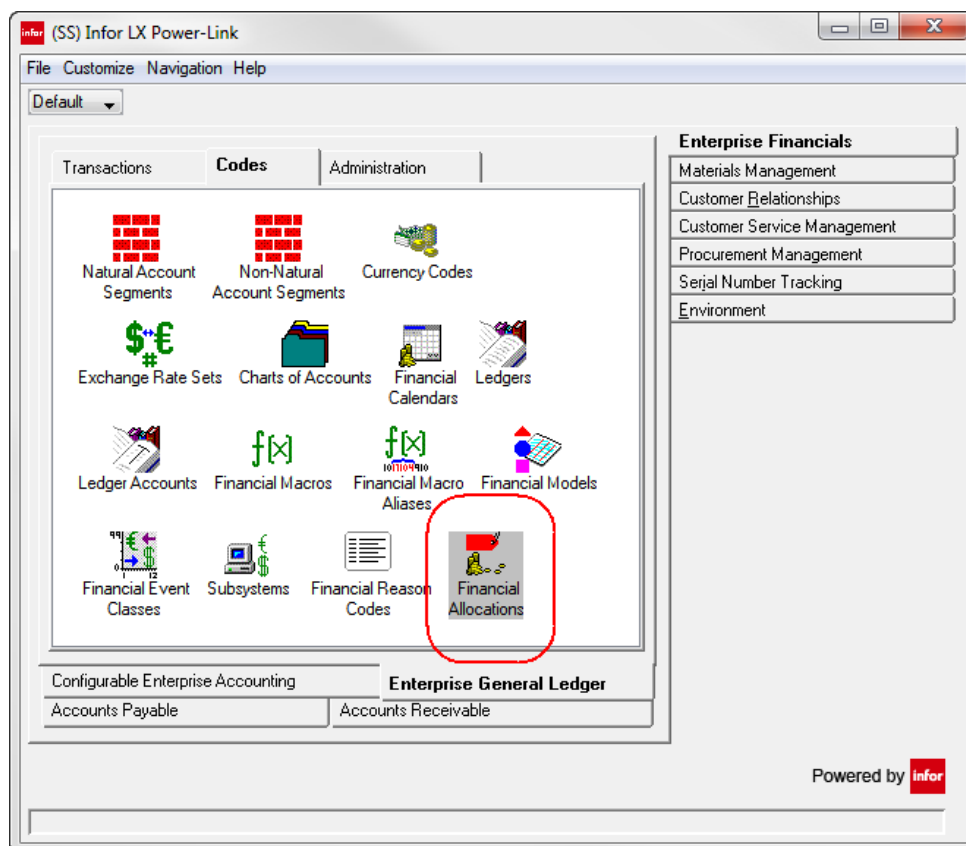 infor (SS) Infor LX Power-Link
File Customize Navigation Help
Default
Transactions Codes Administration
Natural Account
Segments
Non-Natural
Account Segments
Currency Codes
Exchange Rate Sets
Charts of Accounts
Financial
Calendars
Ledgers
Ledger Accounts
Financial Macros
Financial Macro
Aliases
Financial Models
Financial Event
Classes
Subsystems
Financial Reason
Codes
Financial
Allocations
Configurable Enterprise Accounting
Enterprise General Ledger
Accounts Payable
Accounts Receivable
Enterprise Financials
Materials Management
Customer Relationships
Customer Service Management
Procurement Management
Serial Number Tracking
Environment
Powered by infor